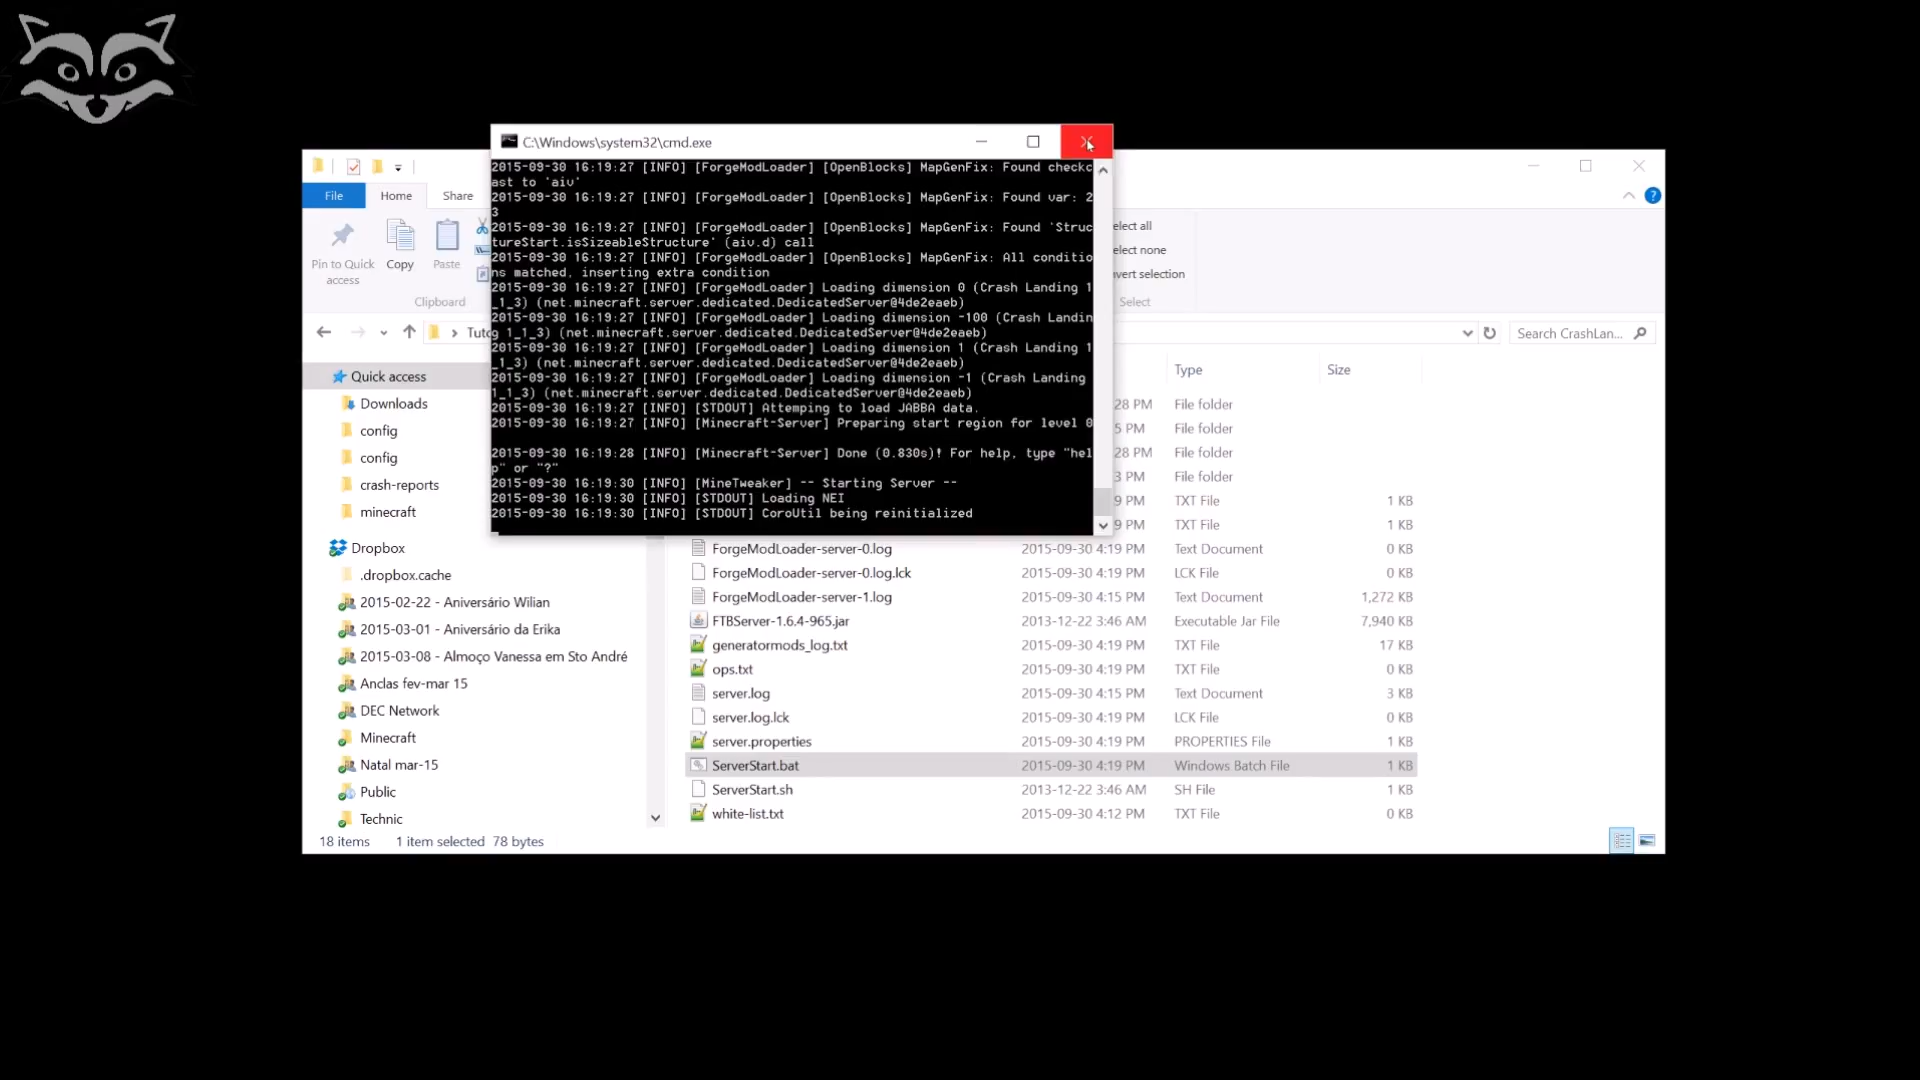 C:\Windows\system32\cmd.exe
2015-09-30 16:19:27 [INFO] [ForgeModLoader] [OpenBlocks] MapGenFix: Found checkc
ast to 'aiv'
2015-09-30 16:19:27 [INFO] [ForgeModLoader] [OpenBlocks] MapGenFix: Found var: 2
3
2015-09-30 16:19:27 [INFO] [ForgeModLoader] [OpenBlocks] MapGenFix: Found 'Struc
tureStart.isSizeableStructure' (aiv.d) call
2015-09-30 16:19:27 [INFO] [ForgeModLoader] [OpenBlocks] MapGenFix: All conditio
ns matched, inserting extra condition
2015-09-30 16:19:27 [INFO] [ForgeModLoader] Loading dimension 0 (Crash Landing 1
_1_3) (net.minecraft.server.dedicated.DedicatedServer@4de2eaeb)
2015-09-30 16:19:27 [INFO] [ForgeModLoader] Loading dimension -100 (Crash Landin
g 1_1_3) (net.minecraft.server.dedicated.DedicatedServer@4de2eaeb)
2015-09-30 16:19:27 [INFO] [ForgeModLoader] Loading dimension 1 (Crash Landing 1
_1_3) (net.minecraft.server.dedicated.DedicatedServer@4de2eaeb)
2015-09-30 16:19:27 [INFO] [ForgeModLoader] Loading dimension -1 (Crash Landing
1_1_3) (net.minecraft.server.dedicated.DedicatedServer@4de2eaeb)
2015-09-30 16:19:27 [INFO] [STDOUT] Attemping to load JABBA data.
2015-09-30 16:19:27 [INFO] [Minecraft-Server] Preparing start region for level 0
2015-09-30 16:19:28 [INFO] [Minecraft-Server] Done (0.830s)! For help, type "hel
p" or "?"
2015-09-30 16:19:30 [INFO] [MineTweaker] -- Starting Server --
2015-09-30 16:19:30 [INFO] [STDOUT] Loading NEI
2015-09-30 16:19:30 [INFO] [STDOUT] CoroUtil being reinitialized
File Home Share
Pin to Quick access
Copy
Paste
Clipboard
elect all
elect none
nvert selection
Select
Tuto
Search CrashLan...
Quick access
Downloads
config
config
crash-reports
minecraft
Dropbox
.dropbox.cache
2015-02-22 - Aniversário Wilian
2015-03-01 - Aniversário da Erika
2015-03-08 - Almoço Vanessa em Sto André
Anclas fev-mar 15
DEC Network
Minecraft
Natal mar-15
Public
Technic
Type Size
28 PM File folder
5 PM File folder
28 PM File folder
3 PM File folder
9 PM TXT File 1 KB
9 PM TXT File 1 KB
ForgeModLoader-server-0.log 2015-09-30 4:19 PM Text Document 0 KB
ForgeModLoader-server-0.log.lck 2015-09-30 4:19 PM LCK File 0 KB
ForgeModLoader-server-1.log 2015-09-30 4:15 PM Text Document 1,272 KB
FTBServer-1.6.4-965.jar 2013-12-22 3:46 AM Executable Jar File 7,940 KB
generatormods_log.txt 2015-09-30 4:19 PM TXT File 17 KB
ops.txt 2015-09-30 4:19 PM TXT File 0 KB
server.log 2015-09-30 4:15 PM Text Document 3 KB
server.log.lck 2015-09-30 4:19 PM LCK File 0 KB
server.properties 2015-09-30 4:19 PM PROPERTIES File 1 KB
ServerStart.bat 2015-09-30 4:19 PM Windows Batch File 1 KB
ServerStart.sh 2013-12-22 3:46 AM SH File 1 KB
white-list.txt 2015-09-30 4:12 PM TXT File 0 KB
18 items 1 item selected 78 bytes